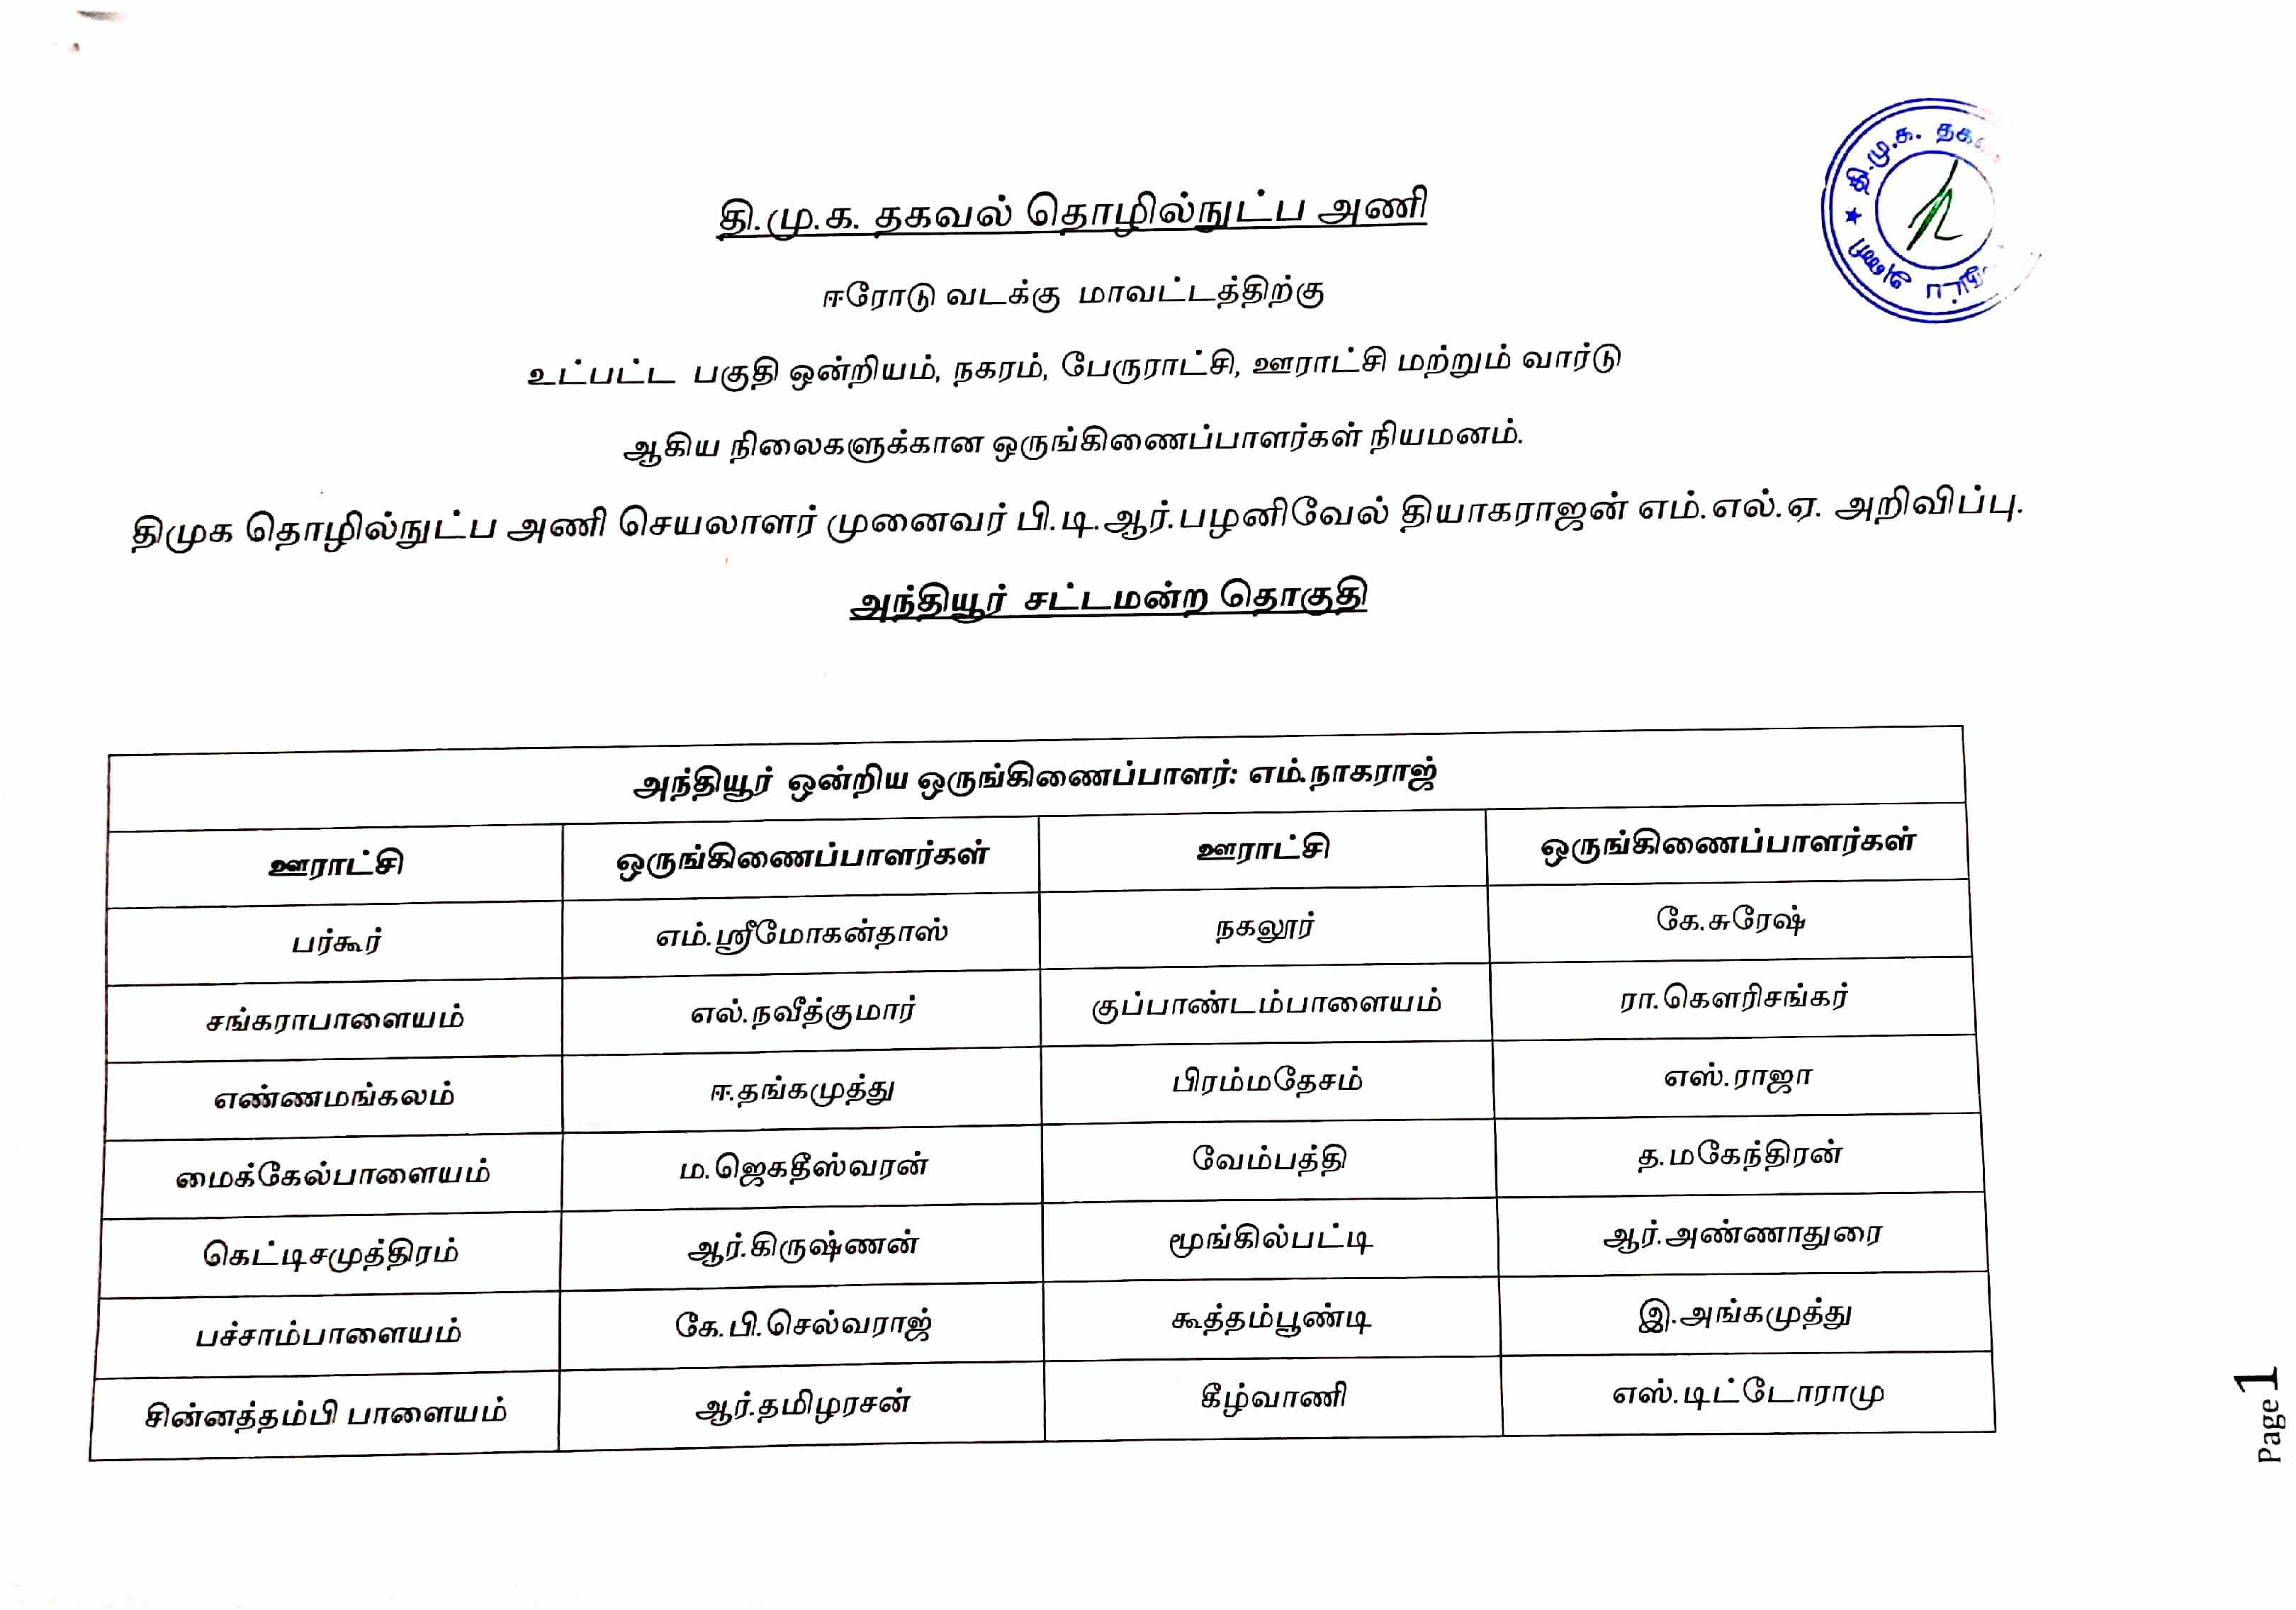 தி.மு.க. தகவல் தொழில்நுட்ப அணி
ஈரோடு வடக்கு மாவட்டத்திற்கு
உட்பட்ட பகுதி ஒன்றியம், நகரம், பேருராட்சி, ஊராட்சி மற்றும் வார்டு
ஆகிய நிலைகளுக்கான ஒருங்கிணைப்பாளர்கள் நியமனம்.
திமுக தொழில்நுட்ப அணி செயலாளர் முனைவர் பி.டி.ஆர்.பழனிவேல் தியாகராஜன் எம்.எல்.ஏ. அறிவிப்பு.
அந்தியூர் சட்டமன்ற தொகுதி
தி.மு.க.
அந்தியூர் ஒன்றிய ஒருங்கிணைப்பாளர்: எம்.நாகராஜ்
ஊராட்சி ஒருங்கிணைப்பாளர்கள் ஊராட்சி ஒருங்கிணைப்பாளர்கள்
பர்கூர் எம்.ஸ்ரீமோகன்தாஸ் நகலூர் கே.சுரேஷ்
சங்கராபாளையம் எல்.நவீத்குமார் குப்பாண்டம்பாளையம் ரா.கௌரிசங்கர்
எண்ணமங்கலம் ஈ.தங்கமுத்து பிரம்மதேசம் எஸ்.ராஜா
மைக்கேல்பாளையம் ம.ஜெகதீஸ்வரன் வேம்பத்தி த.மகேந்திரன்
கெட்டிசமுத்திரம் ஆர்.கிருஷ்ணன் மூங்கில்பட்டி ஆர்.அண்ணாதுரை
பச்சாம்பாளையம் கே.பி.செல்வராஜ் கூத்தம்பூண்டி இ.அங்கமுத்து
சின்னத்தம்பி பாளையம் ஆர்.தமிழரசன் கீழ்வாணி எஸ்.டிட்டோராமு
Page 1